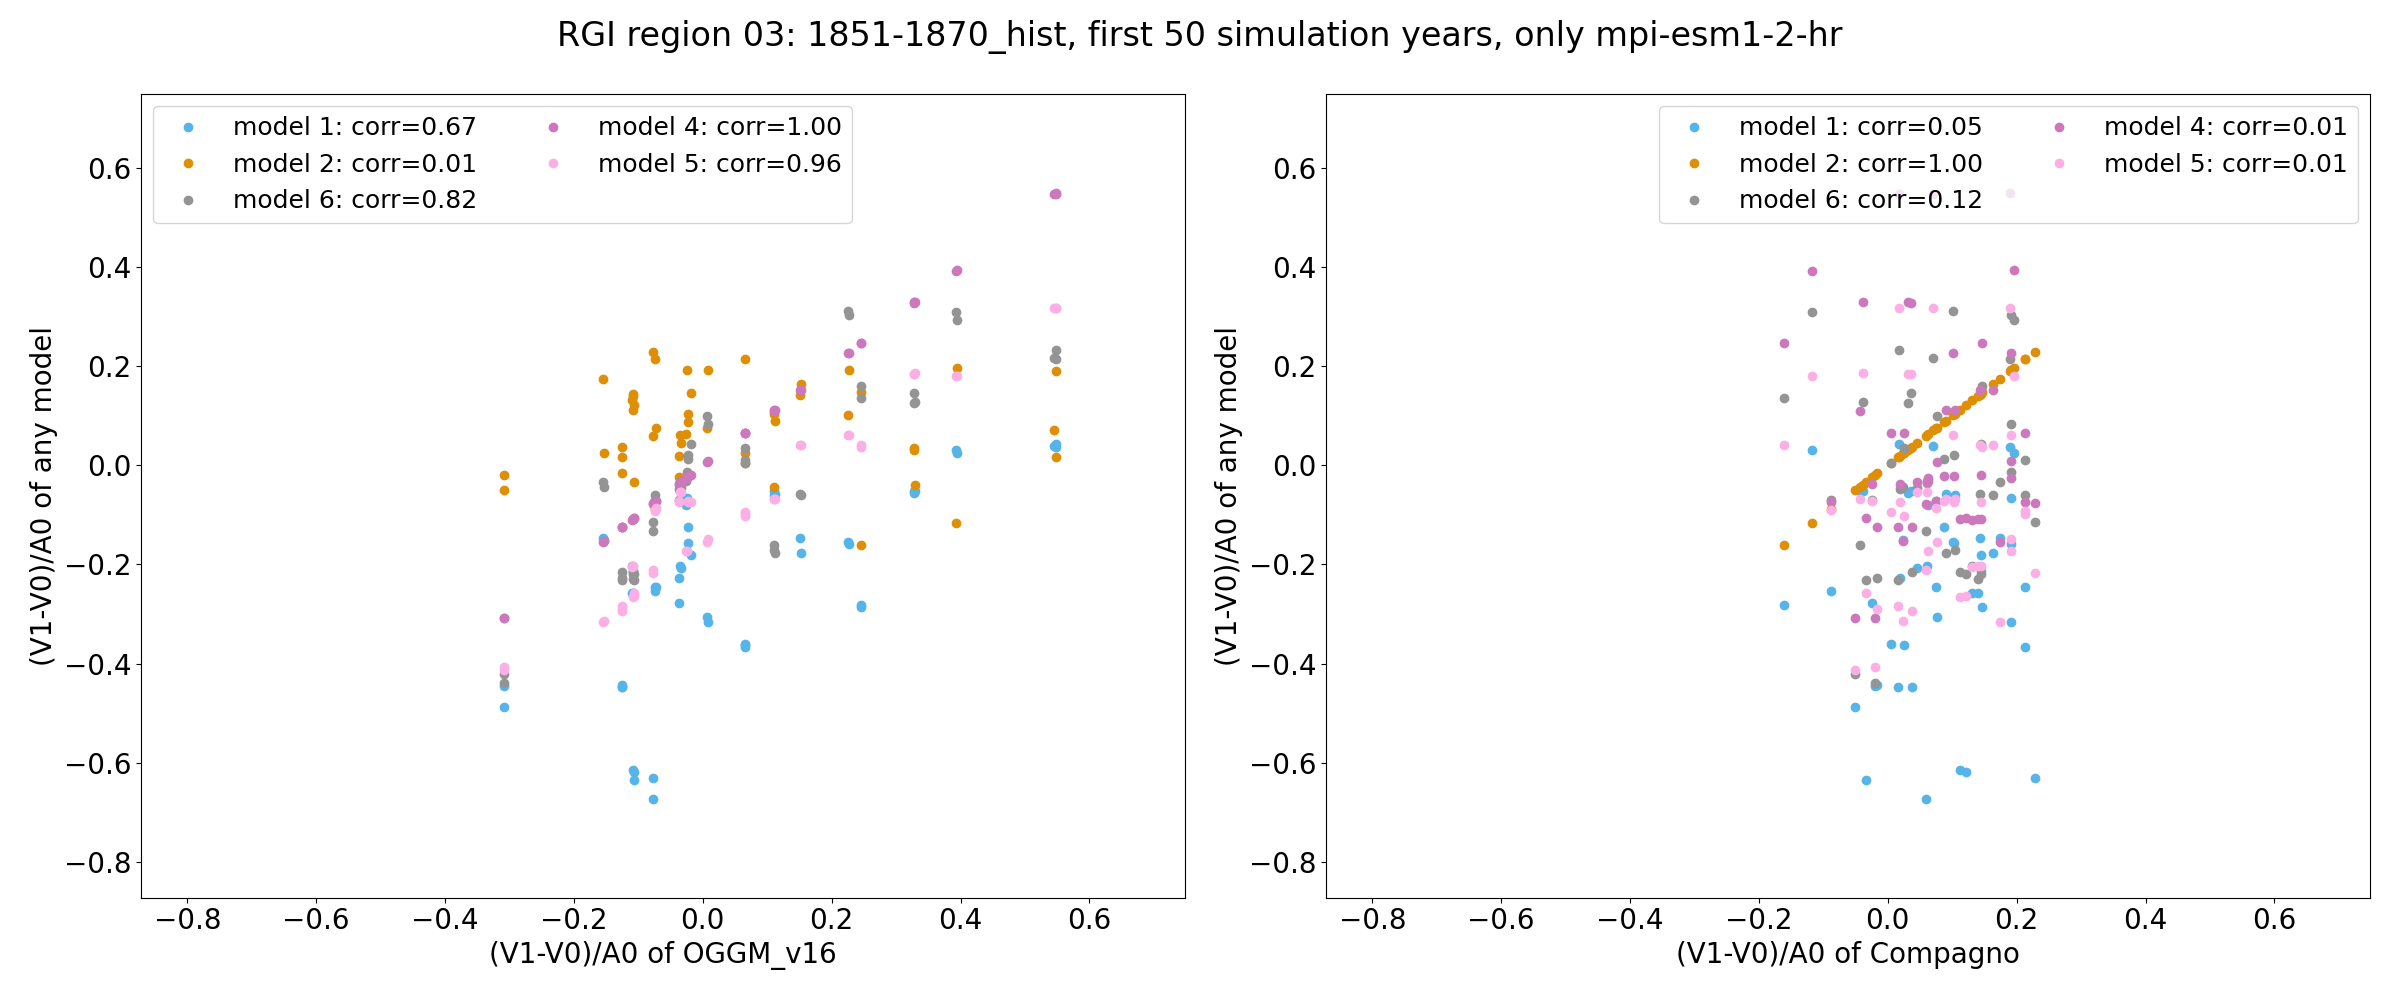 RGI region 03: 1851-1870_hist, first 50 simulation years, only mpi-esm1-2-hr
model 1: corr=0.67
model 2: corr=0.01
model 6: corr=0.82
model 4: corr=1.00
model 5: corr=0.96
(V1-V0)/A0 of any model
0.6
0.4
0.2
0.0
−0.2
−0.4
−0.6
−0.8
−0.8 −0.6 −0.4 −0.2 0.0 0.2 0.4 0.6
(V1-V0)/A0 of OGGM_v16
model 1: corr=0.05
model 2: corr=1.00
model 6: corr=0.12
model 4: corr=0.01
model 5: corr=0.01
(V1-V0)/A0 of any model
0.6
0.4
0.2
0.0
−0.2
−0.4
−0.6
−0.8
−0.8 −0.6 −0.4 −0.2 0.0 0.2 0.4 0.6
(V1-V0)/A0 of Compagno